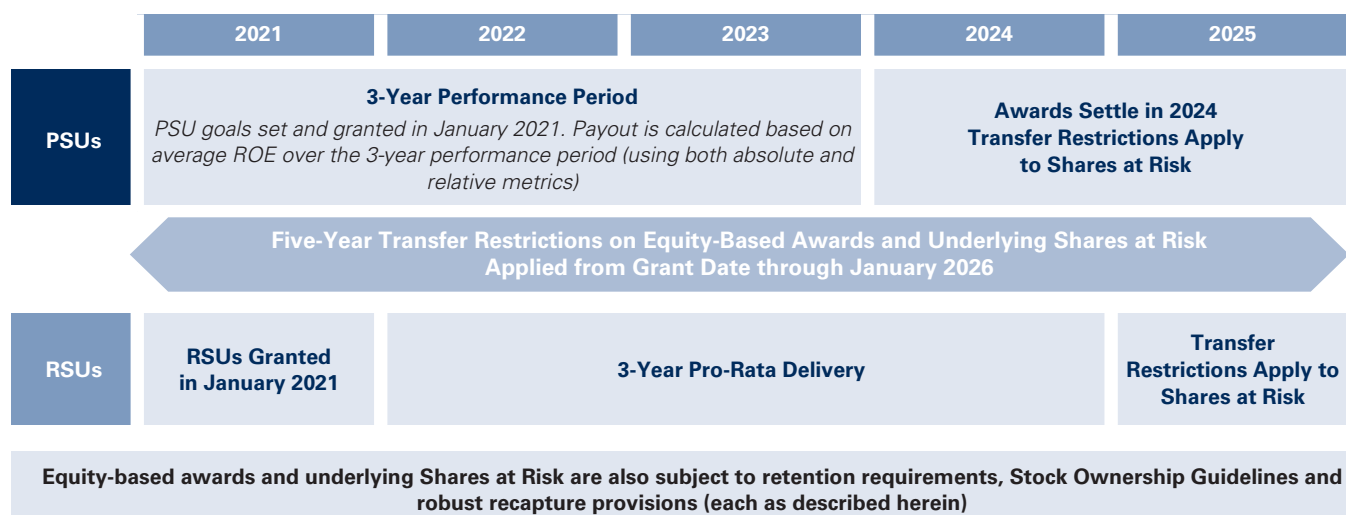 2021 2022 2023 2024 2025
PSUs
3-Year Performance Period
PSU goals set and granted in January 2021. Payout is calculated based on
average ROE over the 3-year performance period (using both absolute and
relative metrics)
Awards Settle in 2024
Transfer Restrictions Apply
to Shares at Risk
Five-Year Transfer Restrictions on Equity-Based Awards and Underlying Shares at Risk
Applied from Grant Date through January 2026
RSUs
RSUs Granted
in January 2021
3-Year Pro-Rata Delivery
Transfer
Restrictions Apply to
Shares at Risk
Equity-based awards and underlying Shares at Risk are also subject to retention requirements, Stock Ownership Guidelines and
robust recapture provisions (each as described herein)